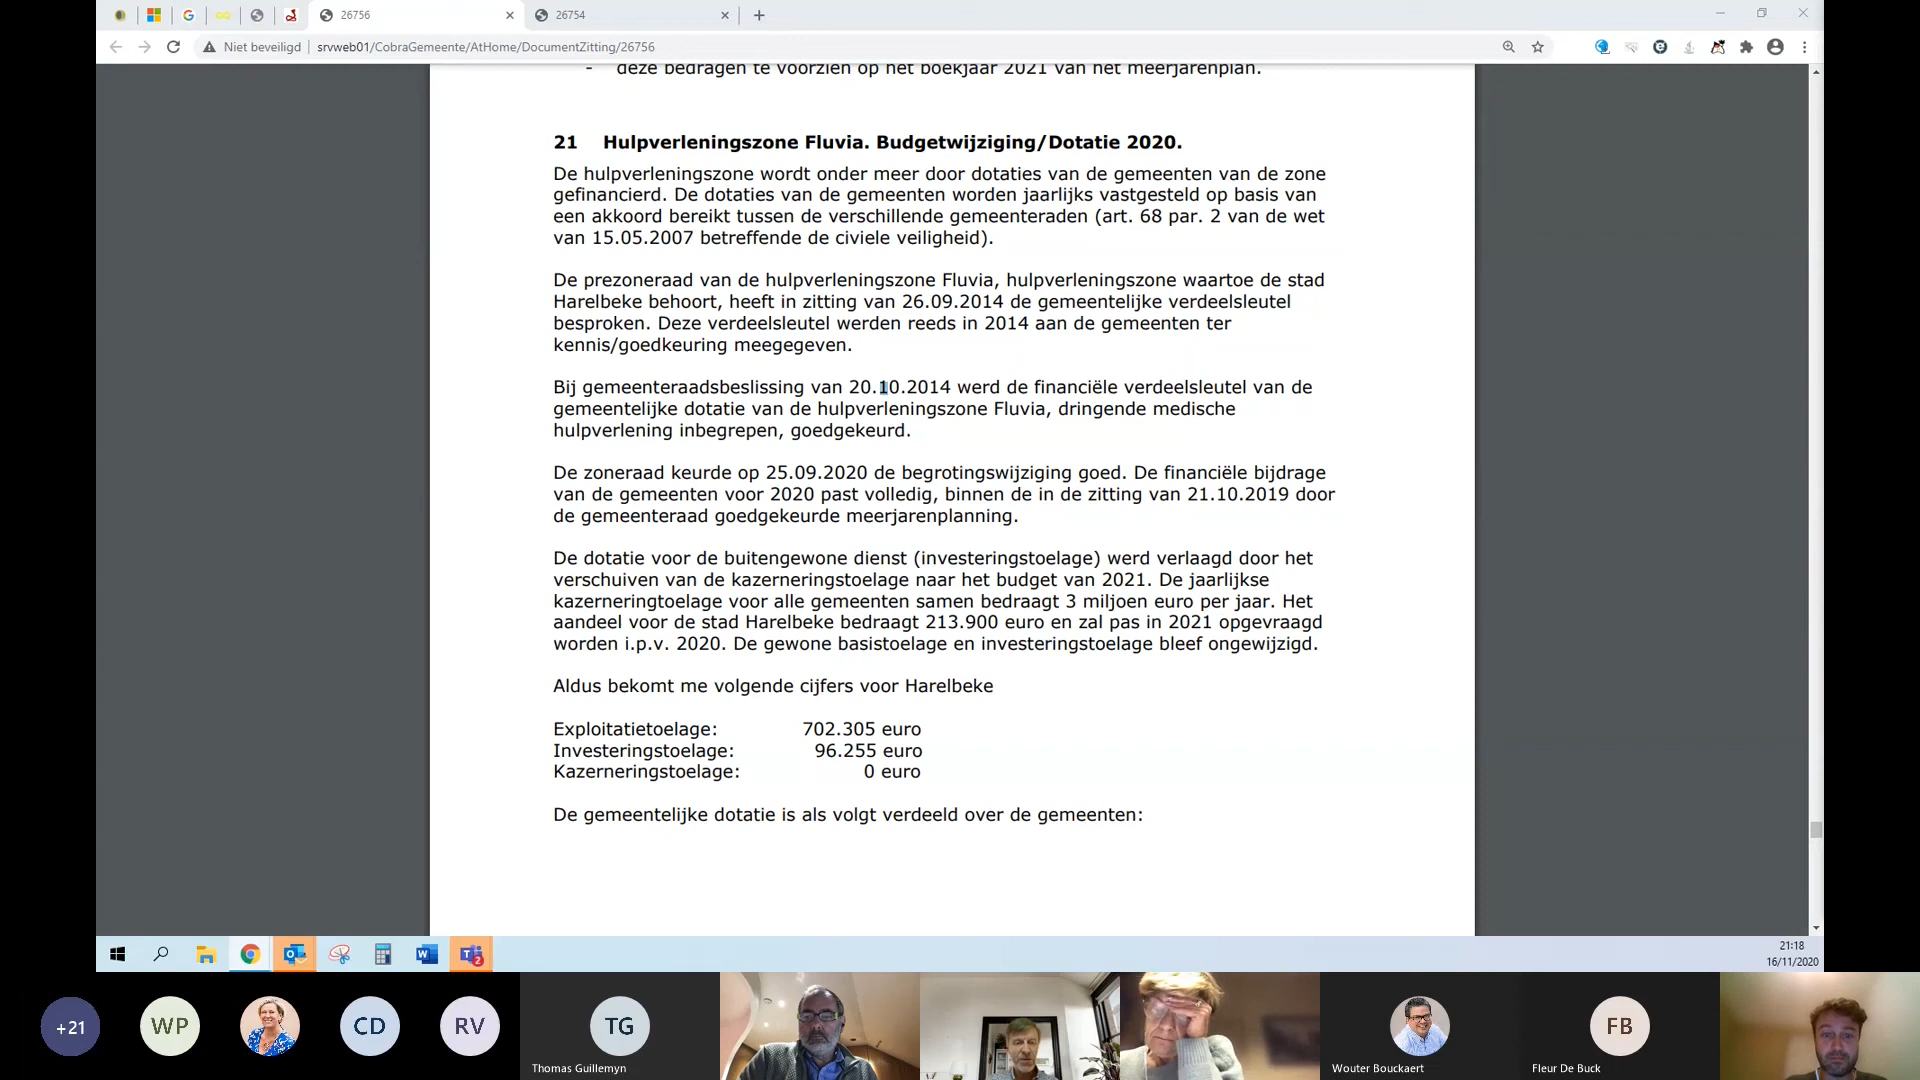 26756
26754
Niet beveiligd
srvweb01/CobraGemeente/AtHome/DocumentZitting/26756
- deze bedragen te voorzien op het boekjaar 2021 van het meerjarenplan.
21 Hulpverleningszone Fluvia. Budgetwijziging/Dotatie 2020.
De hulpverleningszone wordt onder meer door dotaties van de gemeenten van de zone
gefinancierd. De dotaties van de gemeenten worden jaarlijks vastgesteld op basis van
een akkoord bereikt tussen de verschillende gemeenteraden (art. 68 par. 2 van de wet
van 15.05.2007 betreffende de civiele veiligheid).
De prezoneraad van de hulpverleningszone Fluvia, hulpverleningszone waartoe de stad
Harelbeke behoort, heeft in zitting van 26.09.2014 de gemeentelijke verdeelsleutel
besproken. Deze verdeelsleutel werden reeds in 2014 aan de gemeenten ter
kennis/goedkeuring meegegeven.
Bij gemeenteraadsbeslissing van 20.10.2014 werd de financiële verdeelsleutel van de
gemeentelijke dotatie van de hulpverleningszone Fluvia, dringende medische
hulpverlening inbegrepen, goedgekeurd.
De zoneraad keurde op 25.09.2020 de begrotingswijziging goed. De financiële bijdrage
van de gemeenten voor 2020 past volledig, binnen de in de zitting van 21.10.2019 door
de gemeenteraad goedgekeurde meerjarenplanning.
De dotatie voor de buitengewone dienst (investeringstoelage) werd verlaagd door het
verschuiven van de kazerneringstoelage naar het budget van 2021. De jaarlijkse
kazerneringtoelage voor alle gemeenten samen bedraagt 3 miljoen euro per jaar. Het
aandeel voor de stad Harelbeke bedraagt 213.900 euro en zal pas in 2021 opgevraagd
worden i.p.v. 2020. De gewone basistoelage en investeringstoelage bleef ongewijzigd.
Aldus bekomt me volgende cijfers voor Harelbeke
Exploitatietoelage: 702.305 euro
Investeringstoelage: 96.255 euro
Kazerneringstoelage: 0 euro
De gemeentelijke dotatie is als volgt verdeeld over de gemeenten:
21:18
16/11/2020
+21
WP
CD
RV
TG
Thomas Guillemyn
Wouter Bouckaert
FB
Fleur De Buck